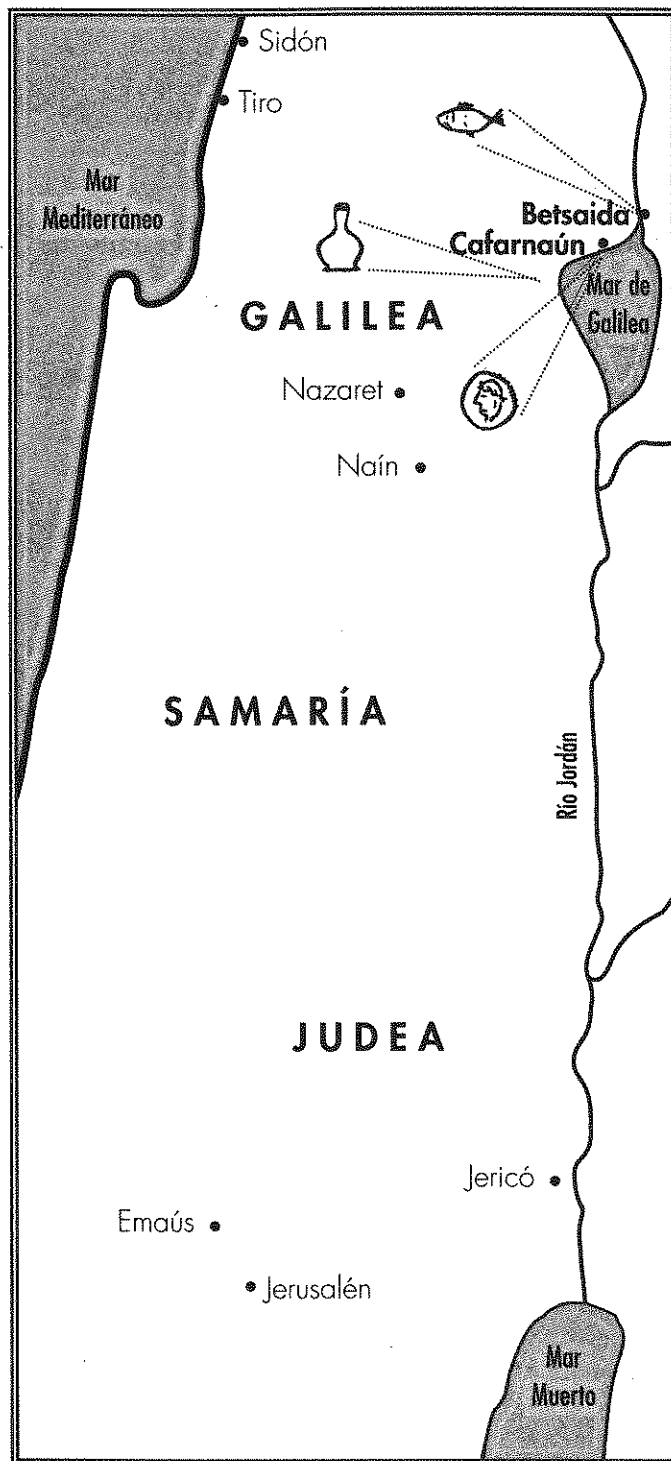 Sidón
Tiro
Mar
Mediterráneo
Betsaida
Cafarnaún
Mar de
Galilea
GALILEA
Nazaret
Naín
SAMARÍA
Río Jordán
JUDEA
Jericó
Emaús
Jerusalén
Mar
Muerto